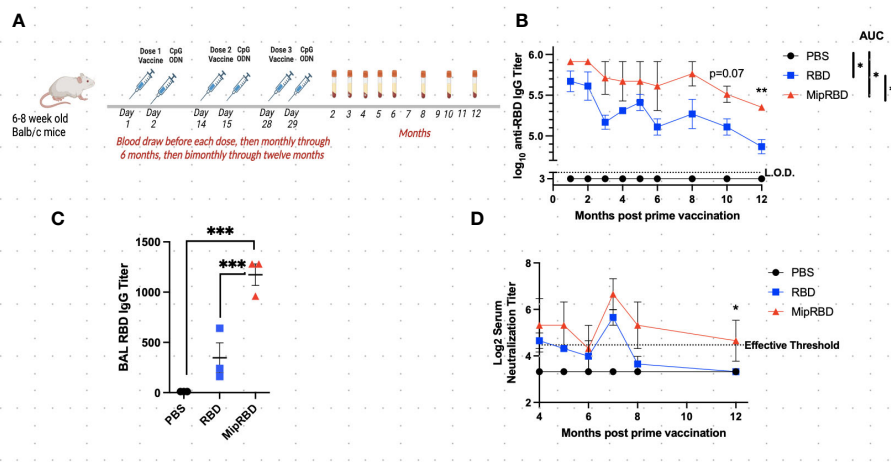 A
Dose 1
Vaccine
CpG
ODN
Dose 2
Vaccine
CpG
ODN
Dose 3
Vaccine
CpG
ODN
6-8 week old
Balb/c mice
Day
1
Day
2
Day
14
Day
15
Day
28
Day
29
2 3 4 5 6 7 8 9 10 11 12
Months
Blood draw before each dose, then monthly through
6 months, then bimonthly through twelve months
B
AUC
log10 anti-RBD IgG Titer
6.0
5.5
5.0
3
p=0.07
**
L.O.D.
0 2 4 6 8 10 12
Months post prime vaccination
PBS
RBD
MipRBD
*
*
*
C
BAL RBD IgG Titer
1500
1000
500
0
***
***
PBS
RBD
MipRBD
D
Log2 Serum
Neutralization Titer
8
6
4
2
*
Effective Threshold
4 6 8 10 12
Months post prime vaccination
PBS
RBD
MipRBD